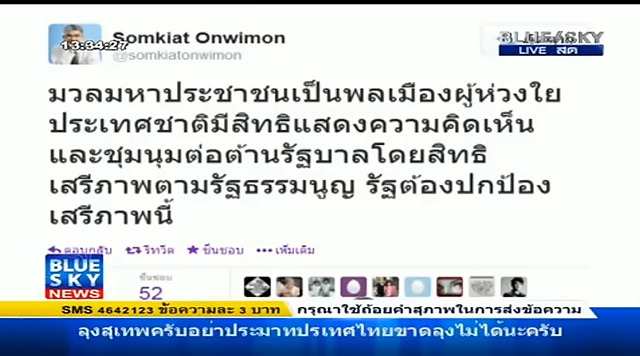 Somkiat Onwimon
13:34:27
@somkiatonwimon
BLUESKY
LIVE สด
มวลมหาประชาชนเป็นพลเมืองผู้ห่วงใย
ประเทศชาติมีสิทธิแสดงความคิดเห็น
และชุมนุมต่อต้านรัฐบาลโดยสิทธิ
เสรีภาพตามรัฐธรรมนูญ รัฐต้องปกป้อง
เสรีภาพนี้
ตอบกลับ รีทวีต ชื่นชอบ เพิ่มเติม
ชื่นชอบ
52
BLUE
SKY
NEWS
SMS 4642123 ข้อความละ 3 บาท กรุณาใช้ถ้อยคำสุภาพในการส่งข้อความ
ลุงสุเทพครับอย่าประมาทปรเทศไทยขาดลุงไม่ได้นะครับ